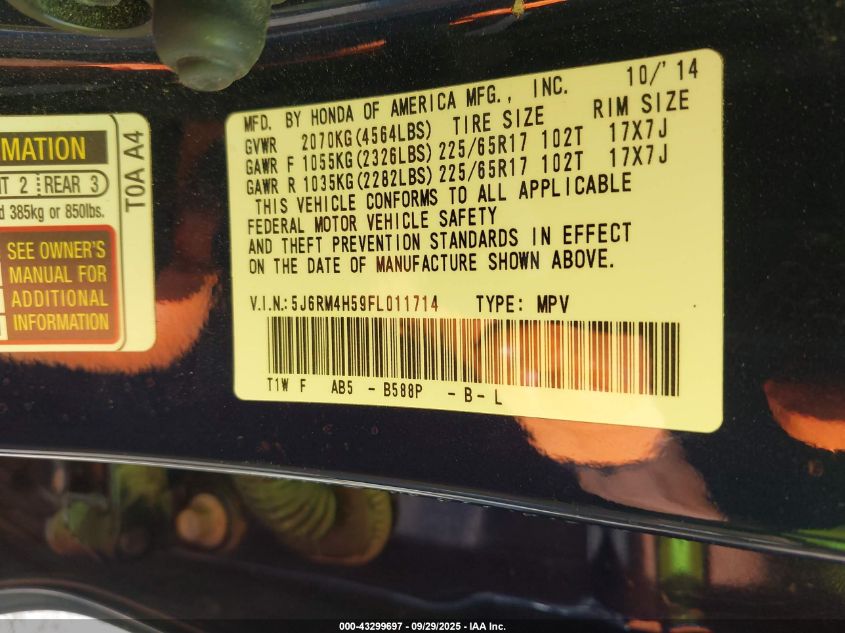 MFD. BY HONDA OF AMERICA MFG., INC. 10/'14
GVWR 2070KG(4564LBS) TIRE SIZE RIM SIZE
GAWR F 1055KG(2326LBS) 225/65R17 102T 17X7J
GAWR R 1035KG(2282LBS) 225/65R17 102T 17X7J
THIS VEHICLE CONFORMS TO ALL APPLICABLE
FEDERAL MOTOR VEHICLE SAFETY
AND THEFT PREVENTION STANDARDS IN EFFECT
ON THE DATE OF MANUFACTURE SHOWN ABOVE.
V.I.N.:5J6RM4H59FL011714 TYPE: MPV
T1W F AB5 -B588P -B-L
MATION
2 REAR 3
385kg or 850lbs.
SEE OWNER'S
MANUAL FOR
ADDITIONAL
INFORMATION
T0A A4
000-43299697 - 09/29/2025 - IAA Inc.